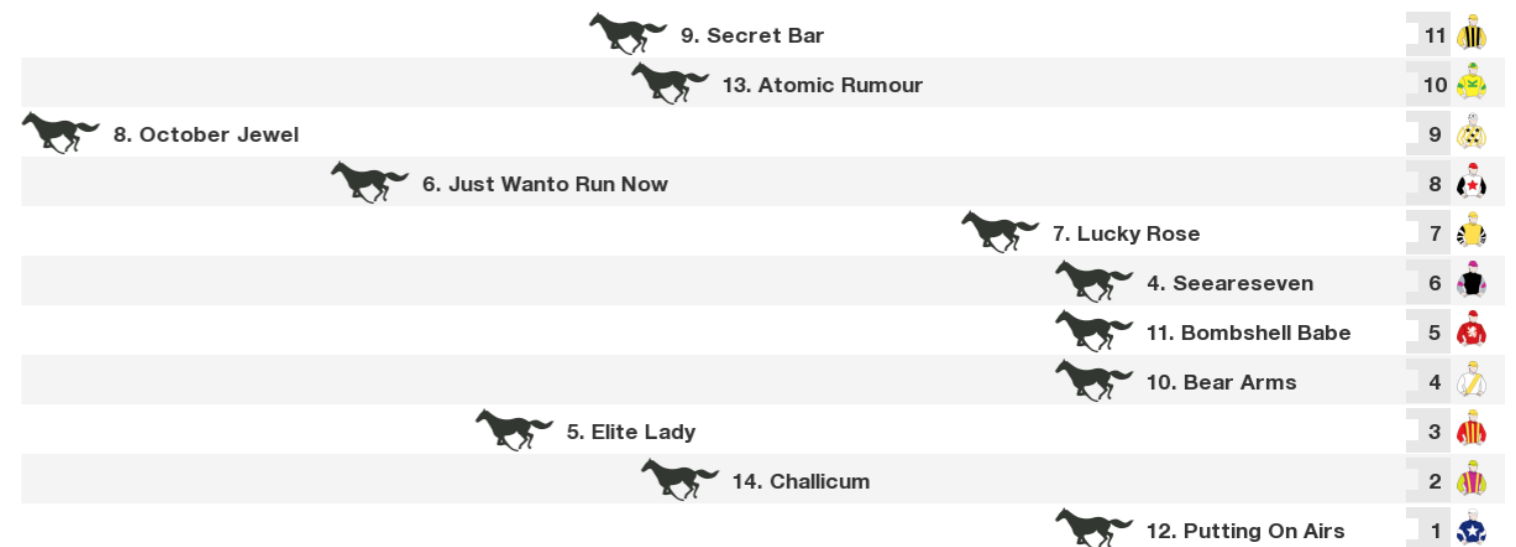 9. Secret Bar 11
13. Atomic Rumour 10
8. October Jewel 9
6. Just Wanto Run Now 8
7. Lucky Rose 7
4. Seeareseven 6
11. Bombshell Babe 5
10. Bear Arms 4
5. Elite Lady 3
14. Challicum 2
12. Putting On Airs 1